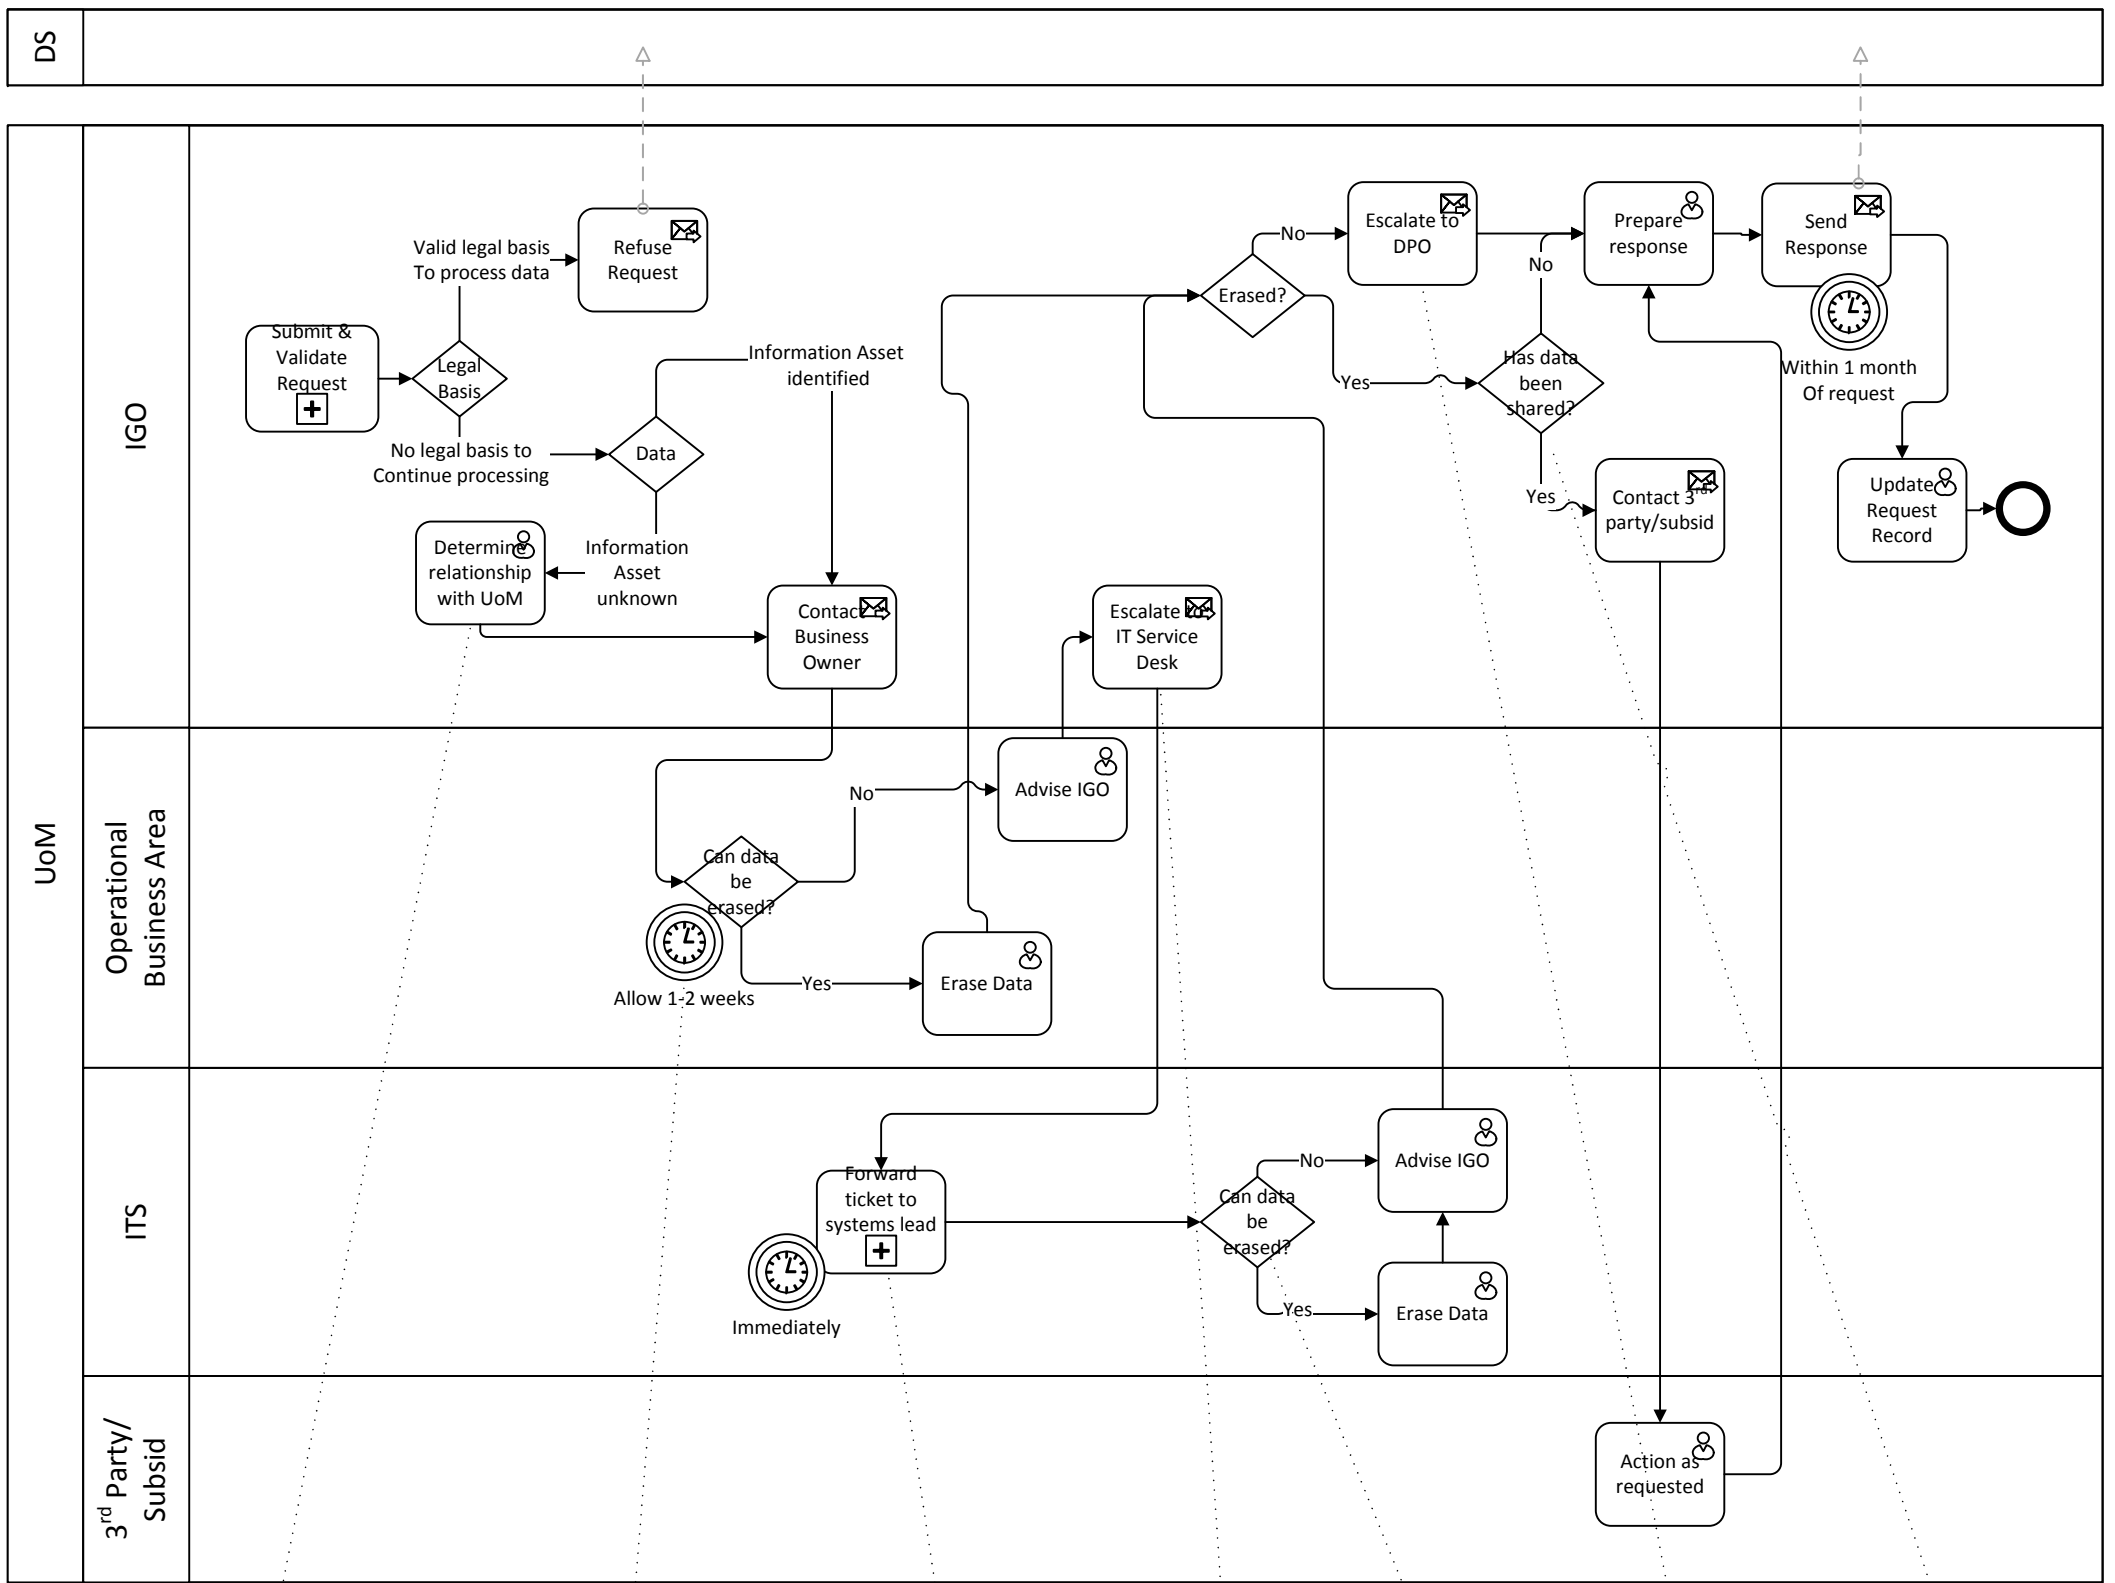 DS
UoM
IGO
Submit &
Validate
Request
Legal
Basis
Valid legal basis
To process data
Refuse
Request
No legal basis to
Continue processing
Data
Information Asset
identified
Information
Asset
unknown
Determine
relationship
with UoM
Contact
Business
Owner
Escalate to
IT Service
Desk
Erased?
No
Yes
Escalate to
DPO
Has data
been
shared?
No
Yes
Prepare
response
Send
Response
Within 1 month
Of request
Contact 3rd
party/subsid
Update
Request
Record
Operational
Business Area
Can data
be
erased?
Allow 1-2 weeks
No
Advise IGO
Yes
Erase Data
ITS
Forward
ticket to
systems lead
Immediately
Can data
be
erased?
No
Advise IGO
Yes
Erase Data
3rd Party/
Subsid
Action as
requested